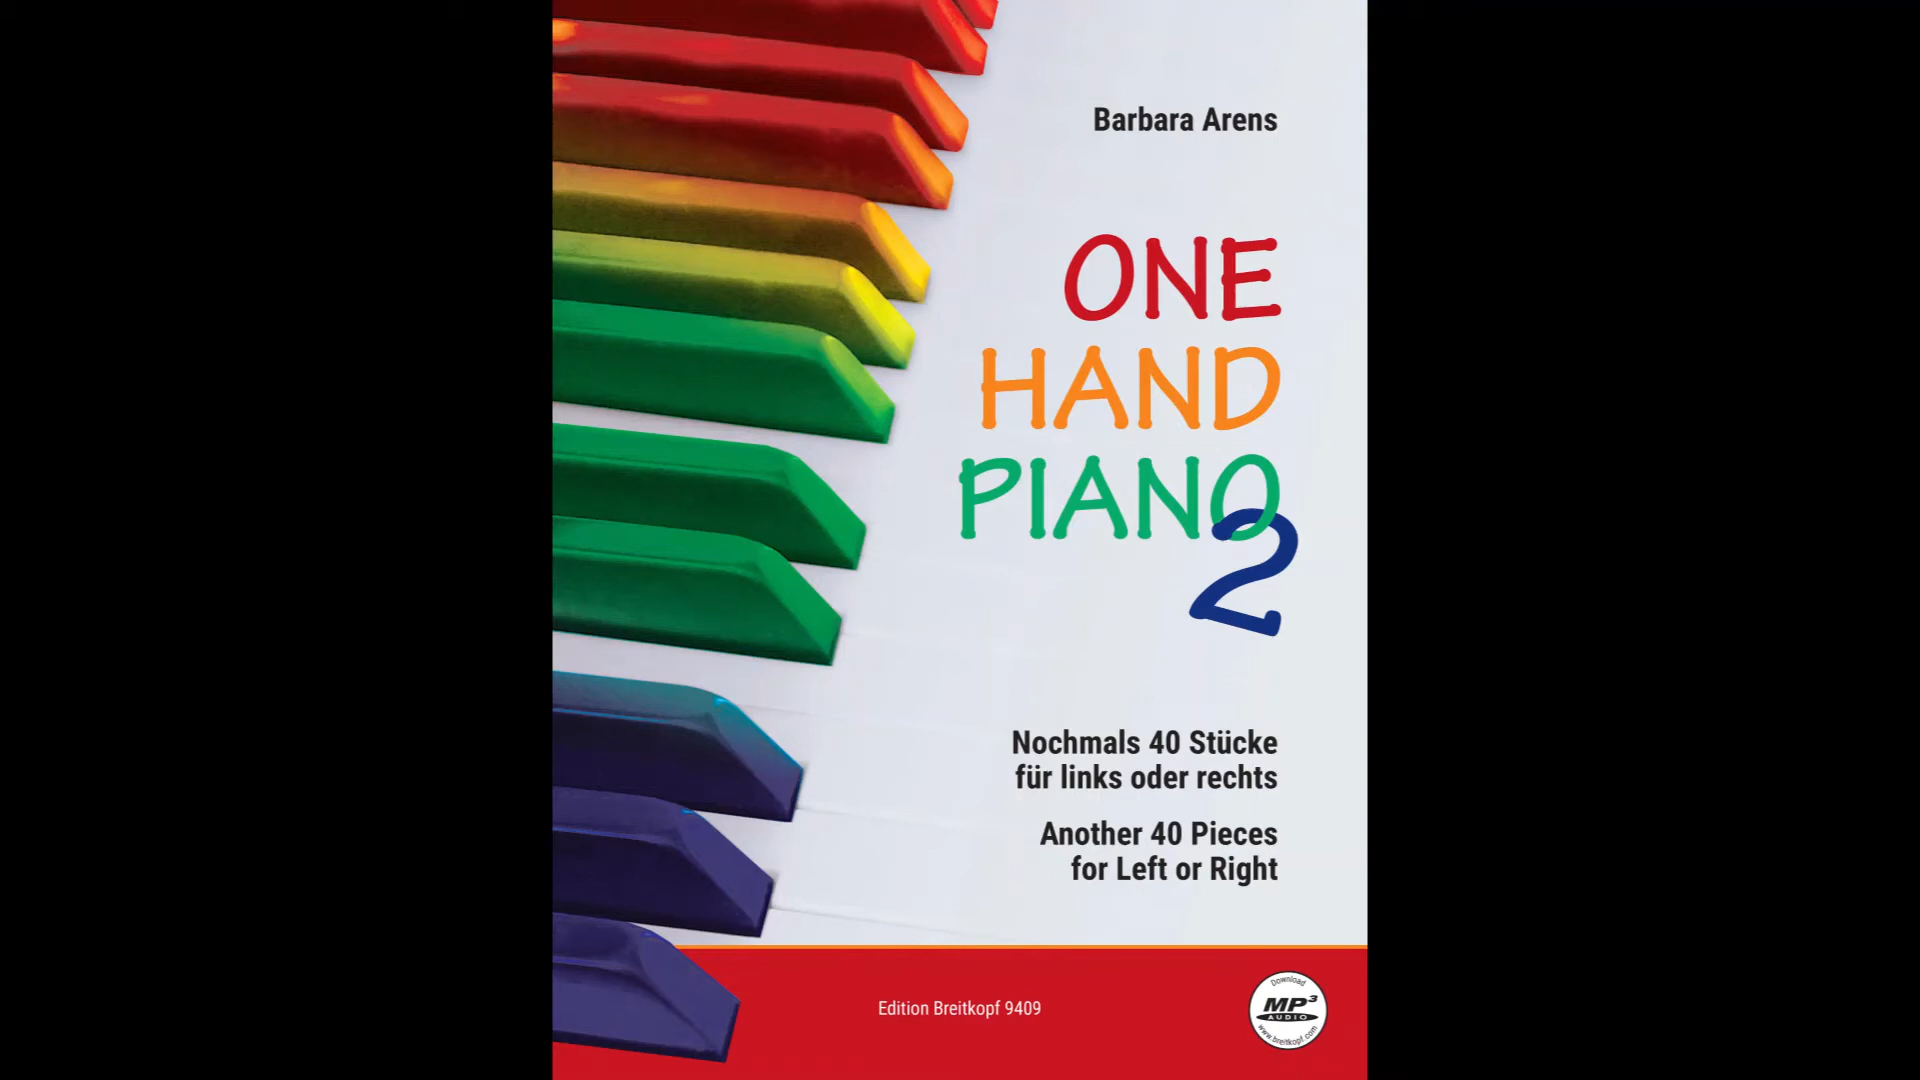 Barbara Arens
ONE
HAND
PIANO
2
Nochmals 40 Stücke
für links oder rechts
Another 40 Pieces
for Left or Right
Edition Breitkopf 9409
Download
MP3
AUDIO
www.breitkopf.com